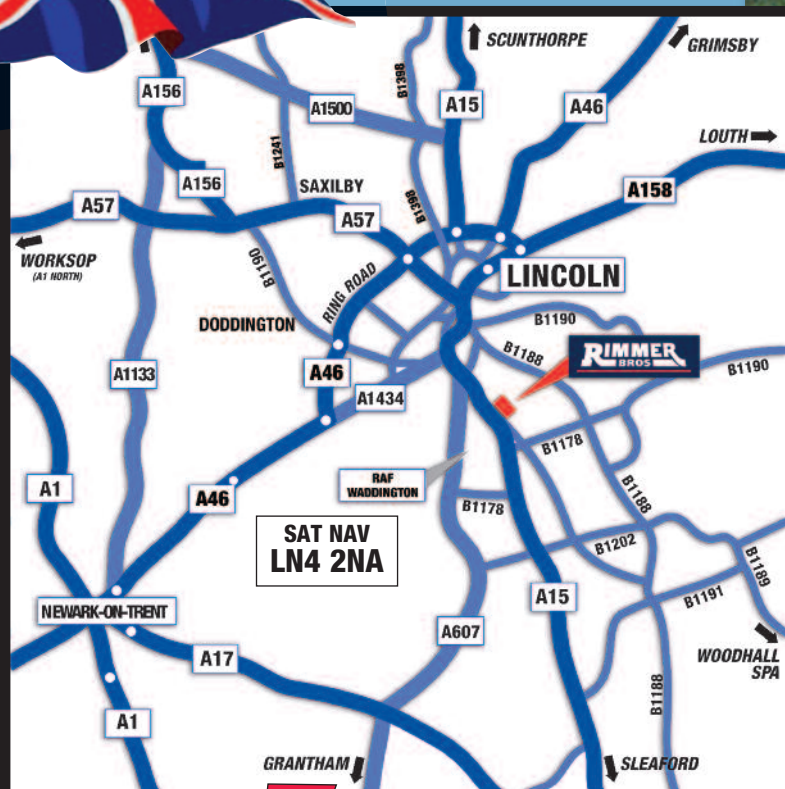 SCUNTHORPE
GRIMSBY
A156
A1500
B1398
A15
A46
LOUTH
B1241
A156
SAXILBY
A158
A57
A57
B1398
WORKSOP
(A1 NORTH)
B1190
RING ROAD
LINCOLN
DODDINGTON
B1190
RIMMER
BROS
B1188
B1190
A1133
A46
A1434
B1178
RAF
WADDINGTON
A1
A46
B1178
B1188
SAT NAV
LN4 2NA
B1202
B1189
A15
B1191
NEWARK-ON-TRENT
A607
A17
WOODHALL
SPA
B1188
A1
GRANTHAM
SLEAFORD